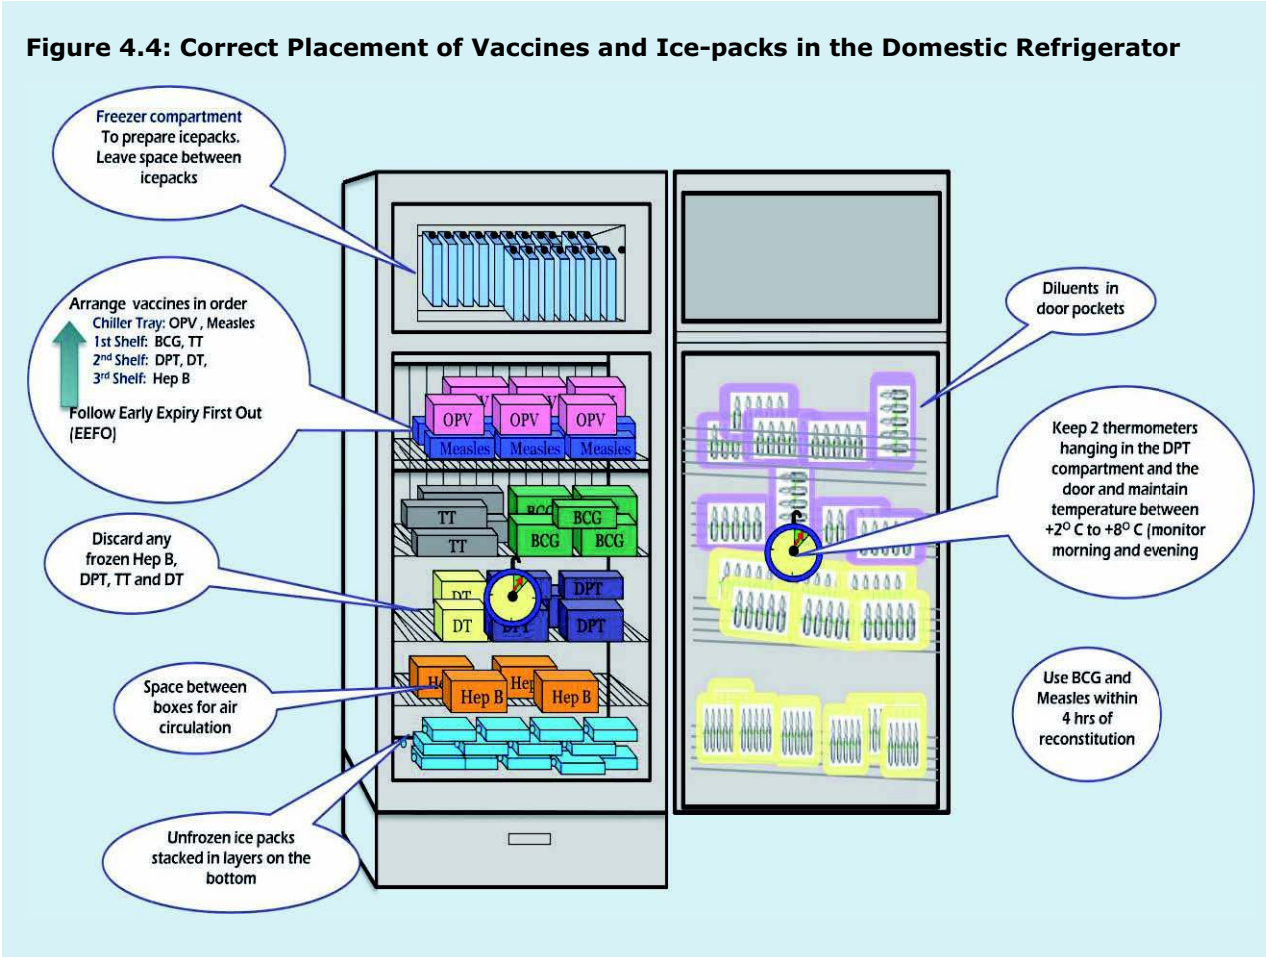 Figure 4.4: Correct Placement of Vaccines and Ice-packs in the Domestic Refrigerator
Freezer compartment
To prepare icepacks.
Leave space between
icepacks
Arrange vaccines in order
Chiller Tray: OPV , Measles
1st Shelf: BCG, TT
2nd Shelf: DPT, DT,
3rd Shelf: Hep B
Follow Early Expiry First Out
(EEFO)
Discard any
frozen Hep B,
DPT, TT and DT
Space between
boxes for air
circulation
Unfrozen ice packs
stacked in layers on the
bottom
OPV OPV OPV
Measles Measles Measles
TT BCG
TT BCG BCG
DT DPT
DT DPT DPT
Hep Hep
Hep B Hep B
Diluents in
door pockets
Keep 2 thermometers
hanging in the DPT
compartment and the
door and maintain
temperature between
+2⁰ C to +8⁰ C (monitor
morning and evening
Use BCG and
Measles within
4 hrs of
reconstitution